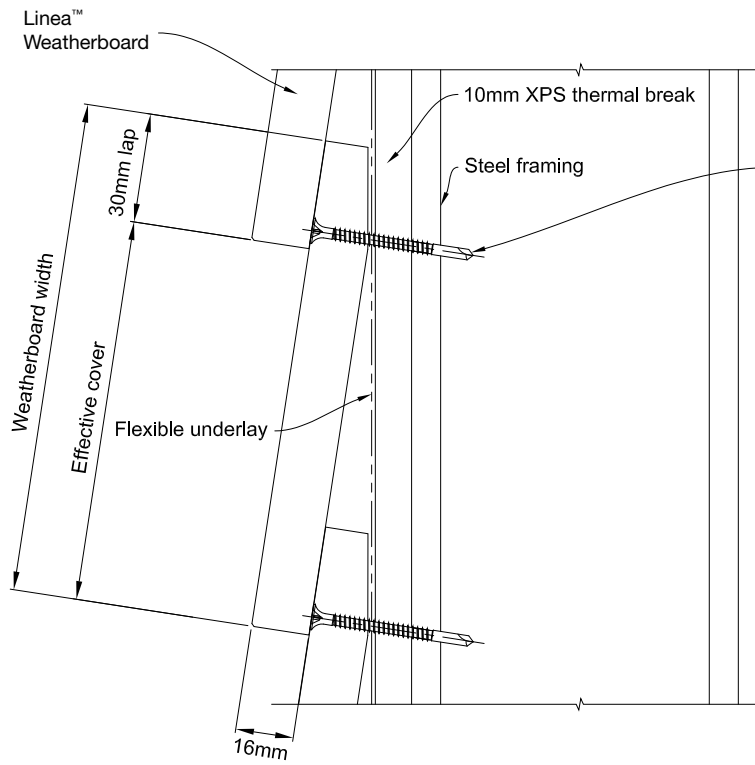 Linea™
Weatherboard
10mm XPS thermal break
30mm lap
Steel framing
Weatherboard width
Effective cover
Flexible underlay
16mm